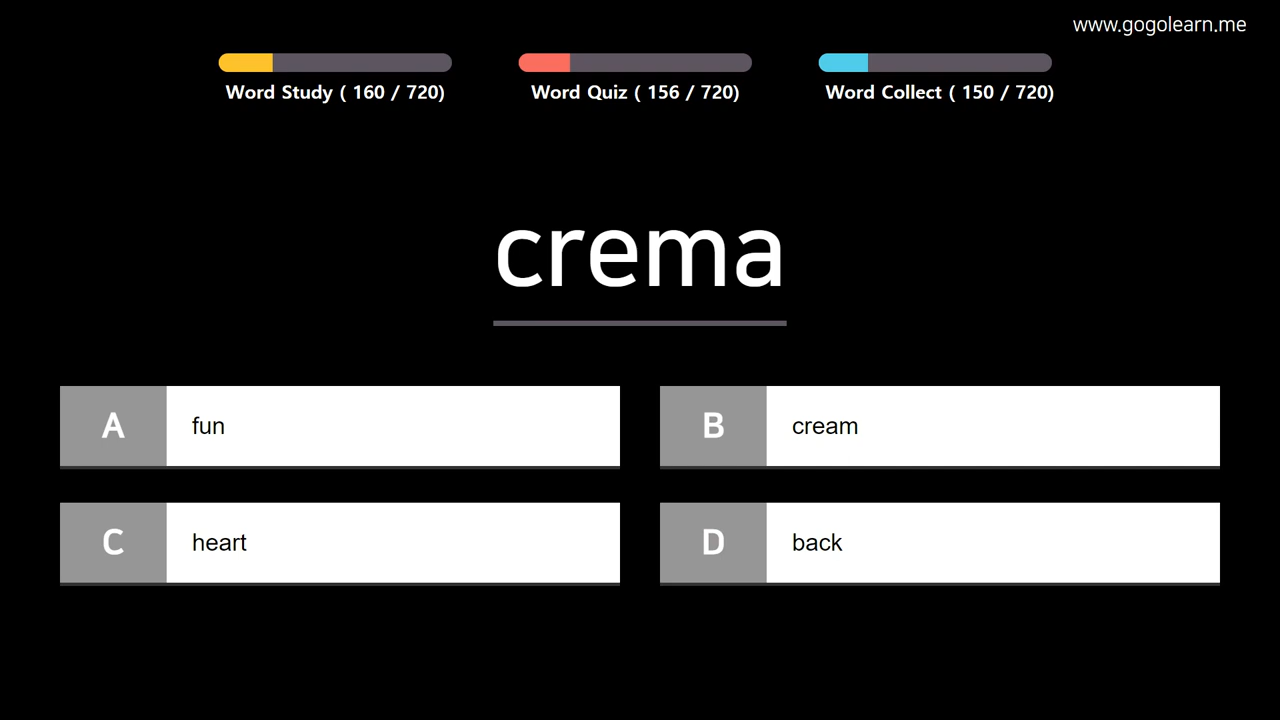 www.gogolearn.me
Word Study ( 160 / 720)
Word Quiz ( 156 / 720)
Word Collect ( 150 / 720)
crema
A fun
B cream
C heart
D back